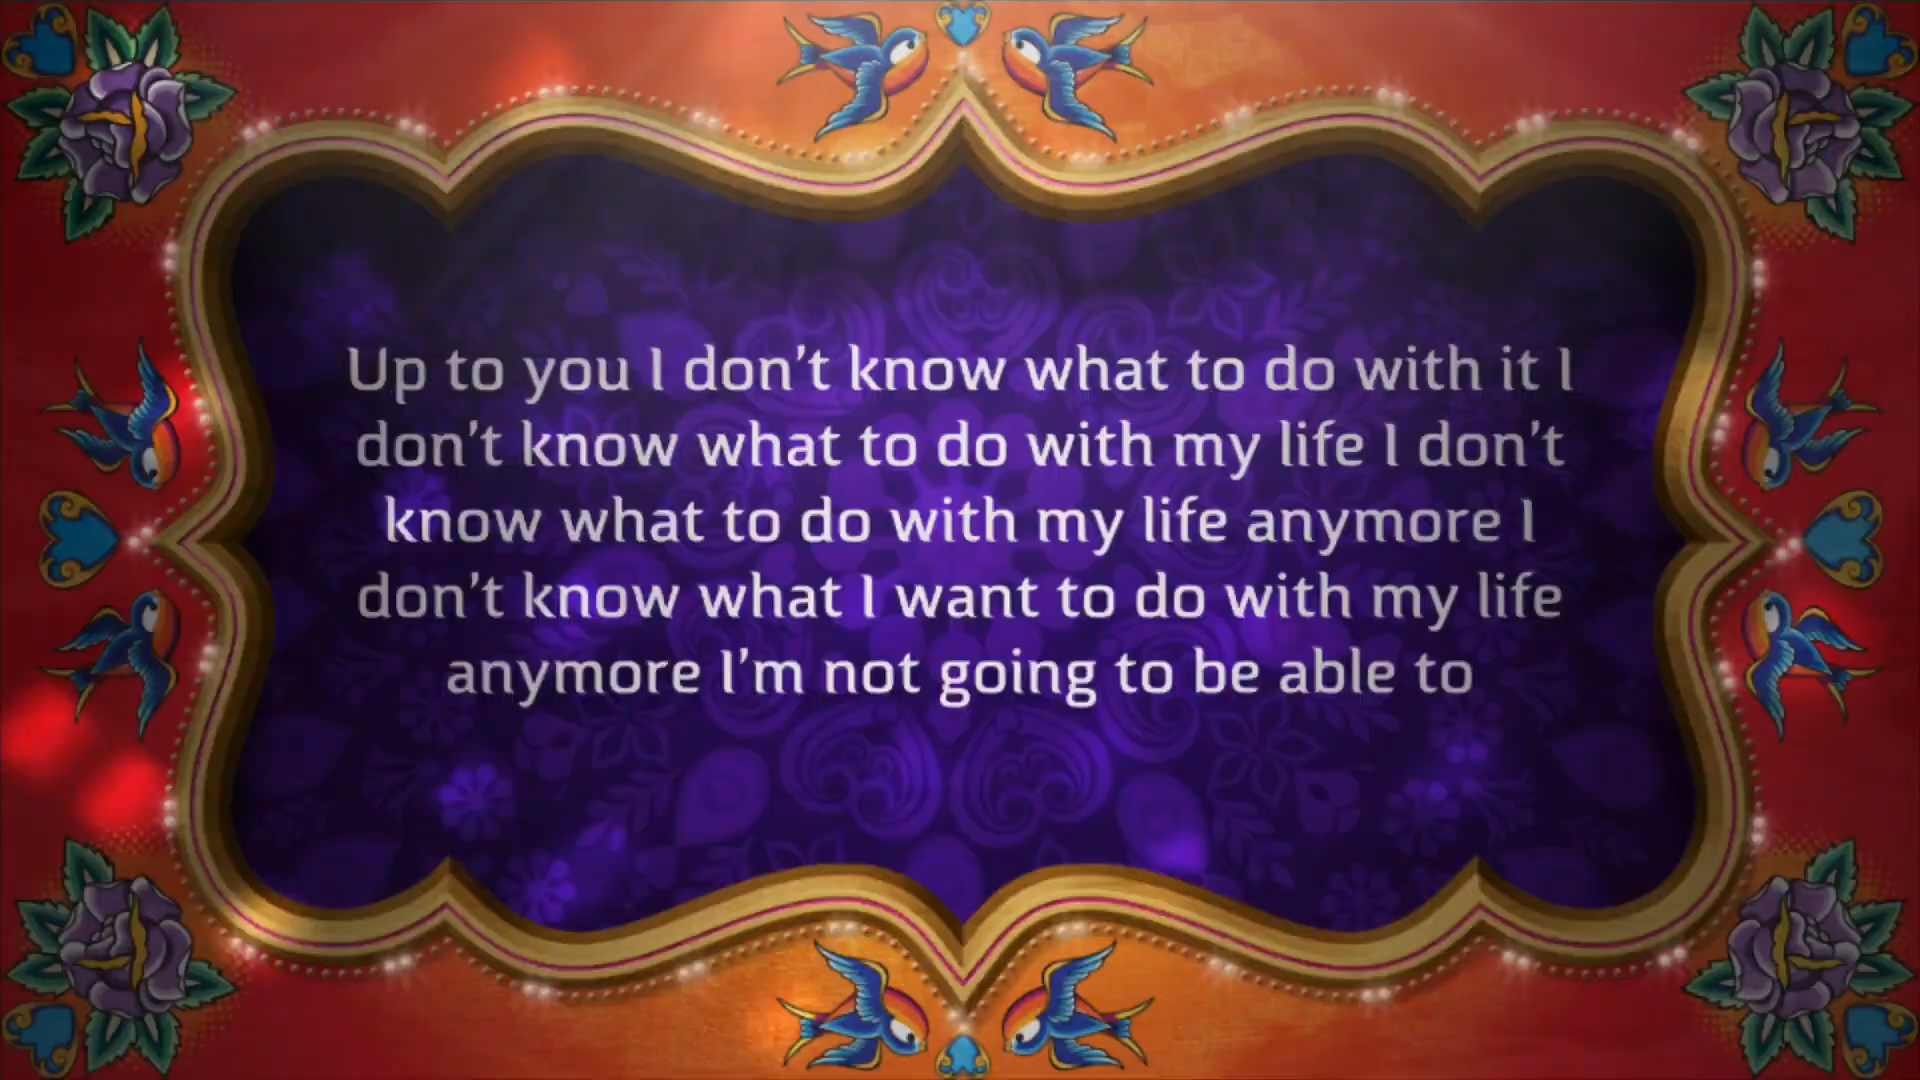 Up to you I don’t know what to do with it I
don’t know what to do with my life I don’t
know what to do with my life anymore I
don’t know what I want to do with my life
anymore I’m not going to be able to